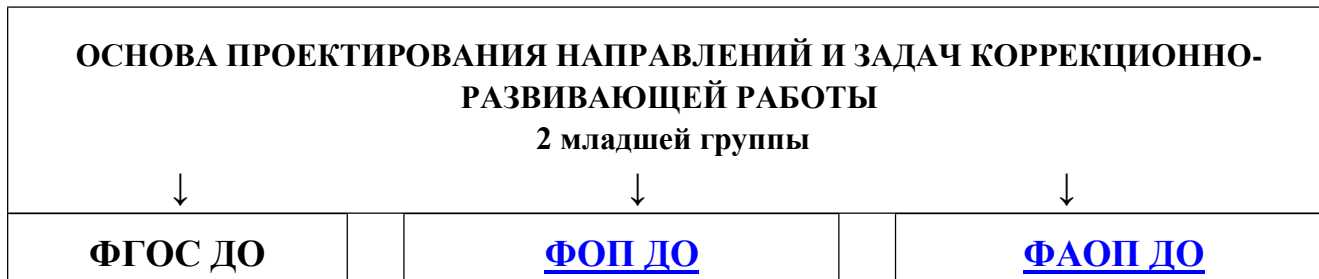 ОСНОВА ПРОЕКТИРОВАНИЯ НАПРАВЛЕНИЙ И ЗАДАЧ КОРРЕКЦИОННО-
РАЗВИВАЮЩЕЙ РАБОТЫ
2 младшей группы
↓ ↓ ↓
ФГОС ДО ФОП ДО ФАОП ДО